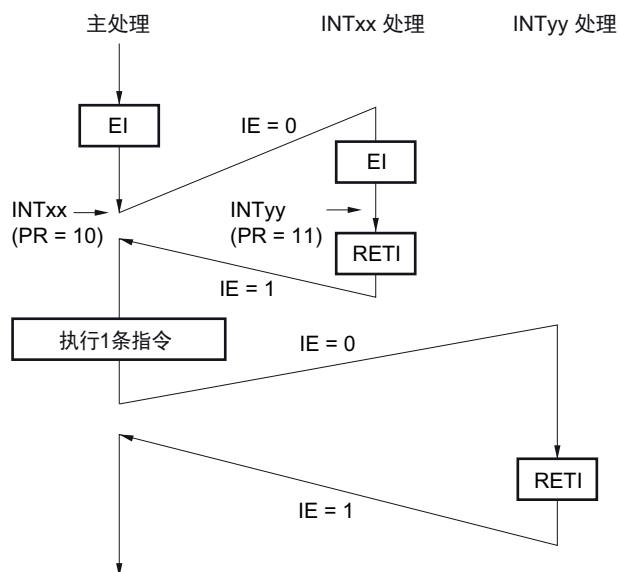 主处理
INTxx 处理
INTyy 处理
EI
IE = 0
EI
INTxx
(PR = 10)
INTyy
(PR = 11)
RETI
IE = 1
执行1条指令
IE = 0
RETI
IE = 1